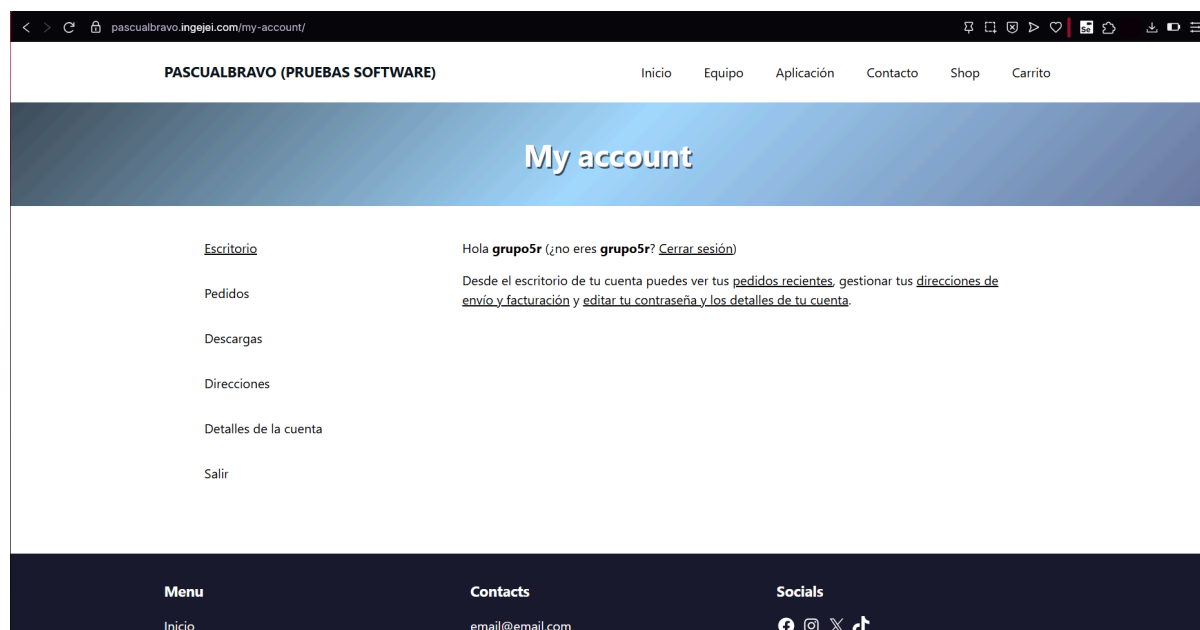 pascualbravo.ingejei.com/my-account/
Se
PASCUALBRAVO (PRUEBAS SOFTWARE)
Inicio
Equipo
Aplicación
Contacto
Shop
Carrito
My account
Escritorio
Pedidos
Descargas
Direcciones
Detalles de la cuenta
Salir
Hola grupo5r (¿no eres grupo5r? Cerrar sesión)
Desde el escritorio de tu cuenta puedes ver tus pedidos recientes, gestionar tus direcciones de
envío y facturación y editar tu contraseña y los detalles de tu cuenta.
Menu
Inicio
Contacts
email@email.com
Socials